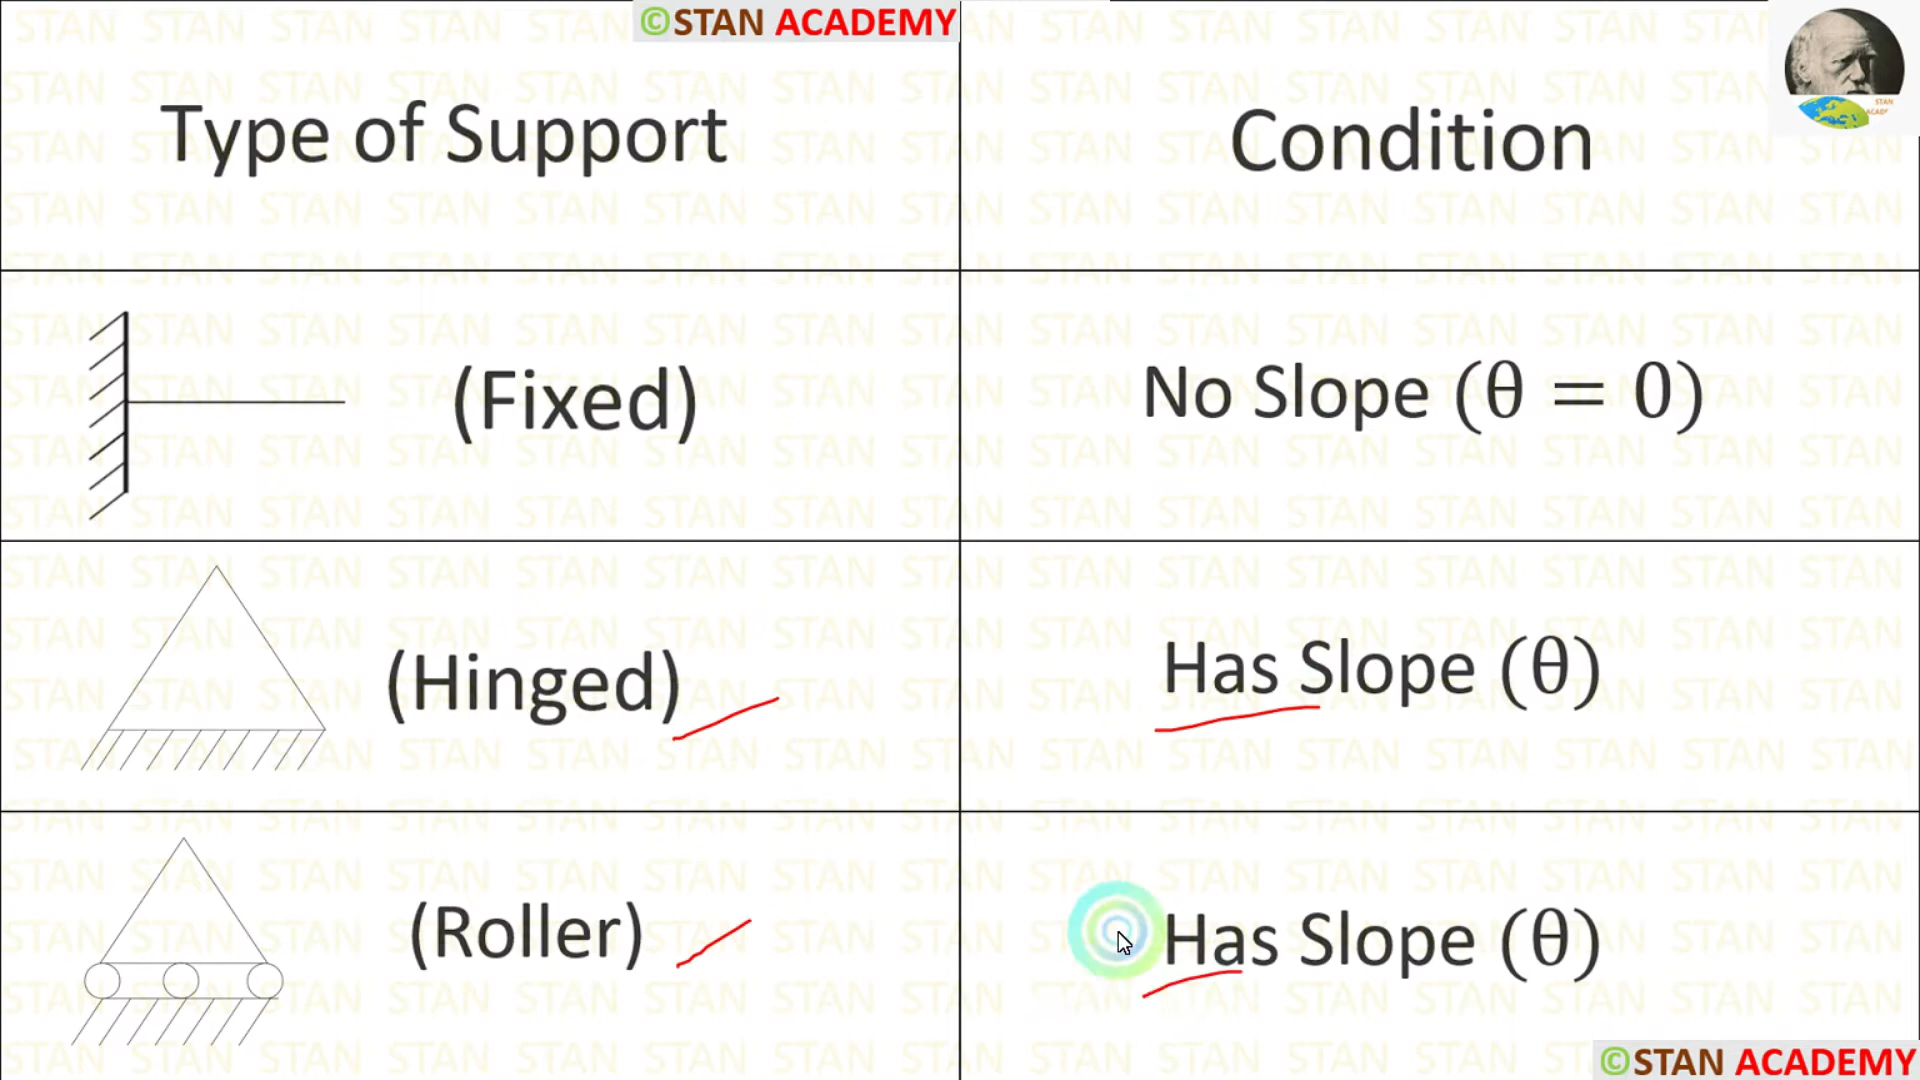 ©STAN ACADEMY
Type of Support
Condition
(Fixed)
No Slope (θ = 0)
(Hinged)
Has Slope (θ)
(Roller)
Has Slope (θ)
©STAN ACADEMY